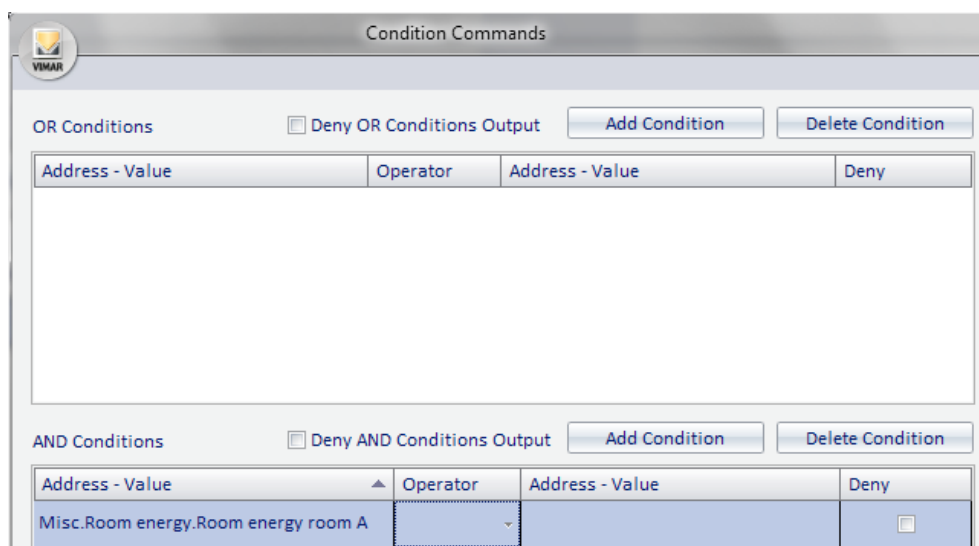 Condition Commands
VIMAR
OR Conditions Deny OR Conditions Output Add Condition Delete Condition
Address - Value Operator Address - Value Deny
AND Conditions Deny AND Conditions Output Add Condition Delete Condition
Address - Value Operator Address - Value Deny
Misc.Room energy.Room energy room A